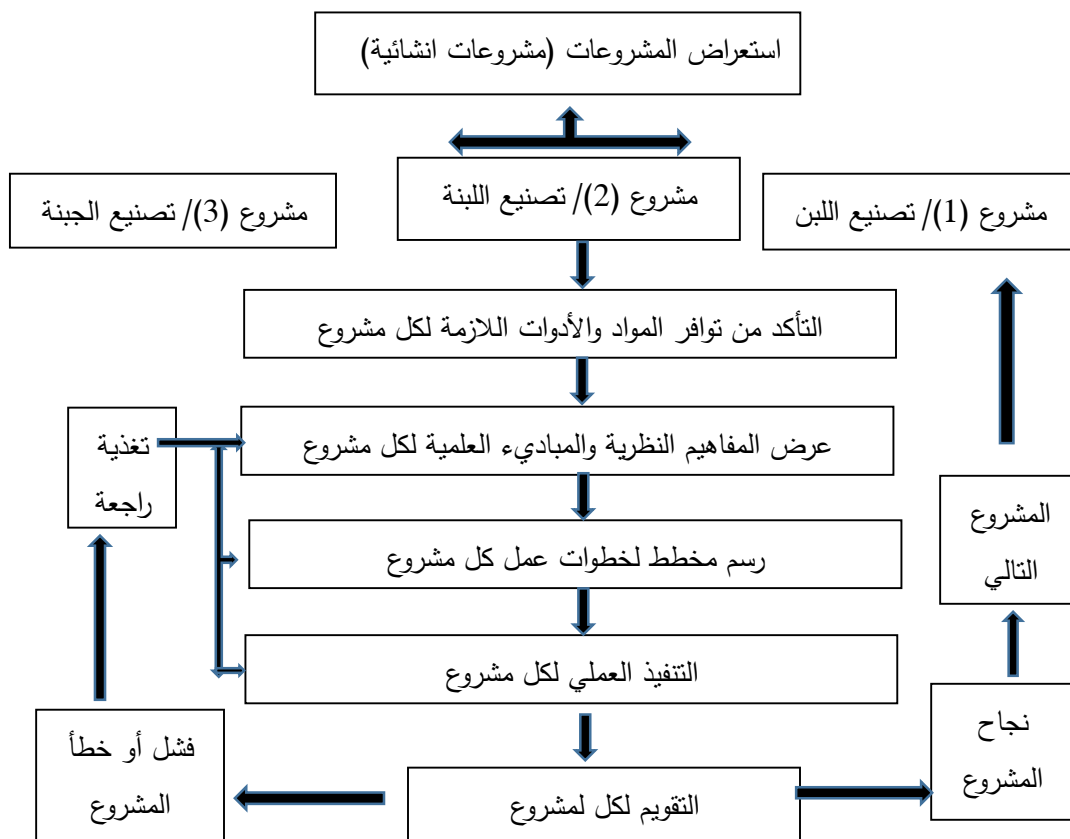 استعراض المشروعات (مشروعات انشائية)
مشروع (1)/ تصنيع اللبن
مشروع (2)/ تصنيع اللبنة
مشروع (3)/ تصنيع الجبنة
التأكد من توافر المواد والأدوات اللازمة لكل مشروع
عرض المفاهيم النظرية والمباديء العلمية لكل مشروع
تغذية
راجعة
المشروع
التالي
رسم مخطط لخطوات عمل كل مشروع
التنفيذ العملي لكل مشروع
نجاح
المشروع
فشل أو خطأ
المشروع
التقويم لكل لمشروع